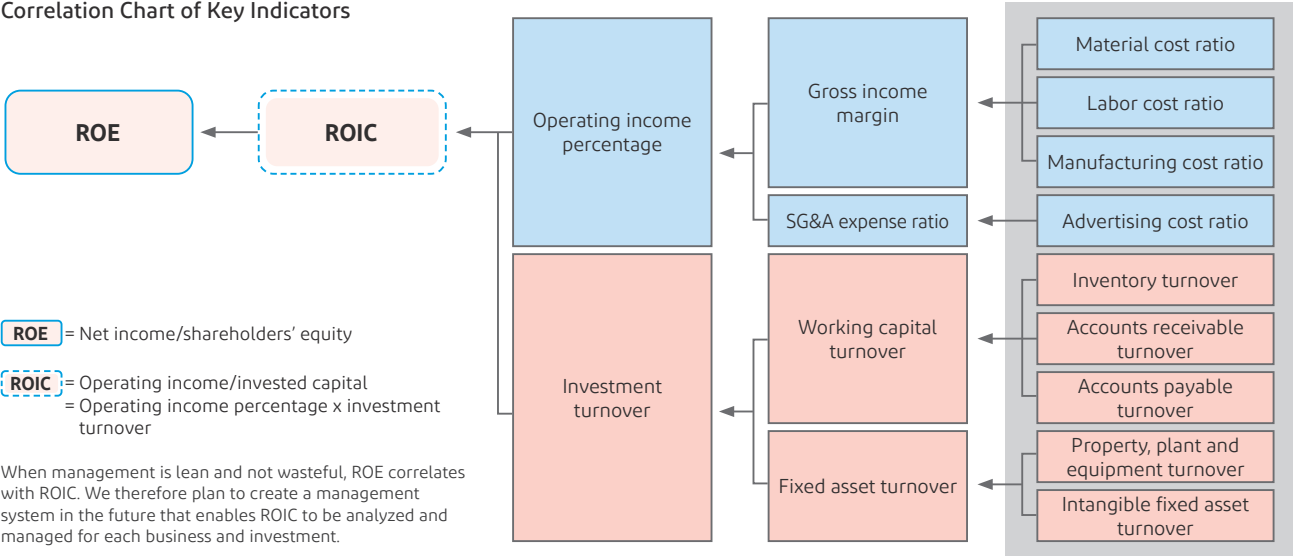 Correlation Chart of Key Indicators
ROE
ROIC
Operating income
percentage
Gross income
margin
SG&A expense ratio
Material cost ratio
Labor cost ratio
Manufacturing cost ratio
Advertising cost ratio
Investment
turnover
Working capital
turnover
Fixed asset turnover
Inventory turnover
Accounts receivable
turnover
Accounts payable
turnover
Property, plant and
equipment turnover
Intangible fixed asset
turnover
ROE = Net income/shareholders’ equity
ROIC = Operating income/invested capital
= Operating income percentage x investment
turnover
When management is lean and not wasteful, ROE correlates
with ROIC. We therefore plan to create a management
system in the future that enables ROIC to be analyzed and
managed for each business and investment.